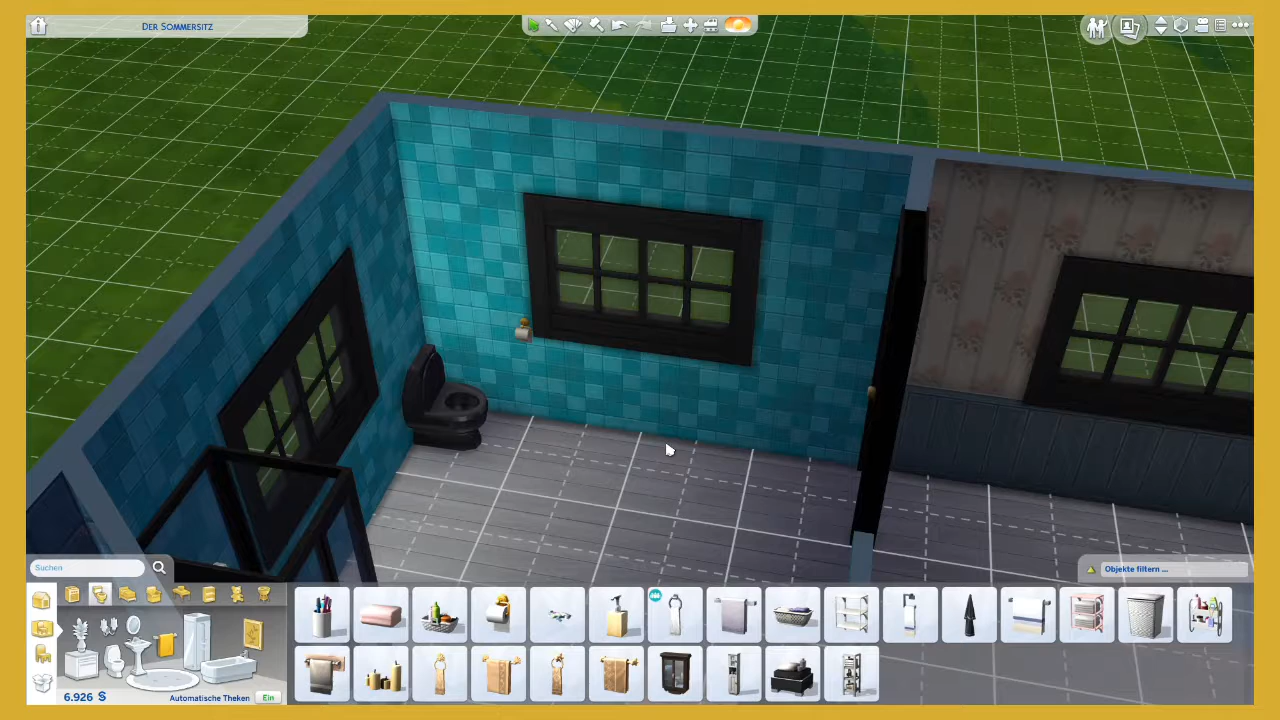 DER SOMMERSITZ
Suchen
Objekte filtern ...
6.926 $
Automatische Theken
Ein